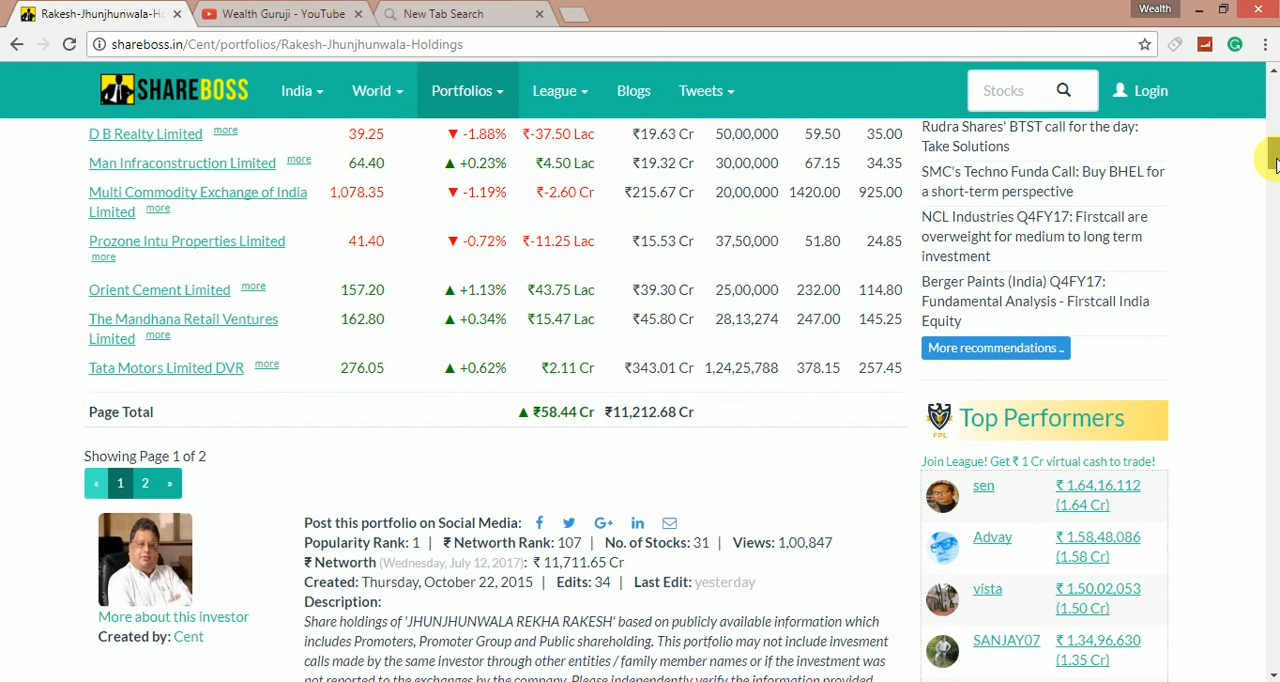 Rakesh-Jhunjhunwala-Ho
Wealth Guruji - YouTube
New Tab Search
Wealth
shareboss.in/Cent/portfolios/Rakesh-Jhunjhunwala-Holdings
SHAREBOSS
India World Portfolios League Blogs Tweets Stocks Login
D B Realty Limited more 39.25 ▼ -1.88% ₹-37.50 Lac ₹19.63 Cr 50,00,000 59.50 35.00
Man Infraconstruction Limited more 64.40 ▲ +0.23% ₹4.50 Lac ₹19.32 Cr 30,00,000 67.15 34.35
Multi Commodity Exchange of India 1,078.35 ▼ -1.19% ₹-2.60 Cr ₹215.67 Cr 20,00,000 1420.00 925.00
Limited more
Prozone Intu Properties Limited 41.40 ▼ -0.72% ₹-11.25 Lac ₹15.53 Cr 37,50,000 51.80 24.85
more
Orient Cement Limited more 157.20 ▲ +1.13% ₹43.75 Lac ₹39.30 Cr 25,00,000 232.00 114.80
The Mandhana Retail Ventures 162.80 ▲ +0.34% ₹15.47 Lac ₹45.80 Cr 28,13,274 247.00 145.25
Limited more
Tata Motors Limited DVR more 276.05 ▲ +0.62% ₹2.11 Cr ₹343.01 Cr 1,24,25,788 378.15 257.45
Page Total ▲ ₹58.44 Cr ₹11,212.68 Cr
Showing Page 1 of 2
« 1 2 »
Post this portfolio on Social Media:
Popularity Rank: 1 | ₹ Networth Rank: 107 | No. of Stocks: 31 | Views: 1,00,847
₹ Networth (Wednesday, July 12, 2017): ₹ 11,711.65 Cr
Created: Thursday, October 22, 2015 | Edits: 34 | Last Edit: yesterday
Description:
Share holdings of 'JHUNJHUNWALA REKHA RAKESH' based on publicly available information which
includes Promoters, Promoter Group and Public shareholding. This portfolio may not include invesment
calls made by the same investor through other entities / family member names or if the investment was
not reported to the exchanges by the company. Please independently verify the information provided
More about this investor
Created by: Cent
Rudra Shares' BTST call for the day:
Take Solutions
SMC's Techno Funda Call: Buy BHEL for
a short-term perspective
NCL Industries Q4FY17: Firstcall are
overweight for medium to long term
investment
Berger Paints (India) Q4FY17:
Fundamental Analysis - Firstcall India
Equity
More recommendations ..
FPL
Top Performers
Join League! Get ₹ 1 Cr virtual cash to trade!
sen ₹ 1,64,16,112
(1.64 Cr)
Advay ₹ 1,58,48,086
(1.58 Cr)
vista ₹ 1,50,02,053
(1.50 Cr)
SANJAY07 ₹ 1,34,96,630
(1.35 Cr)